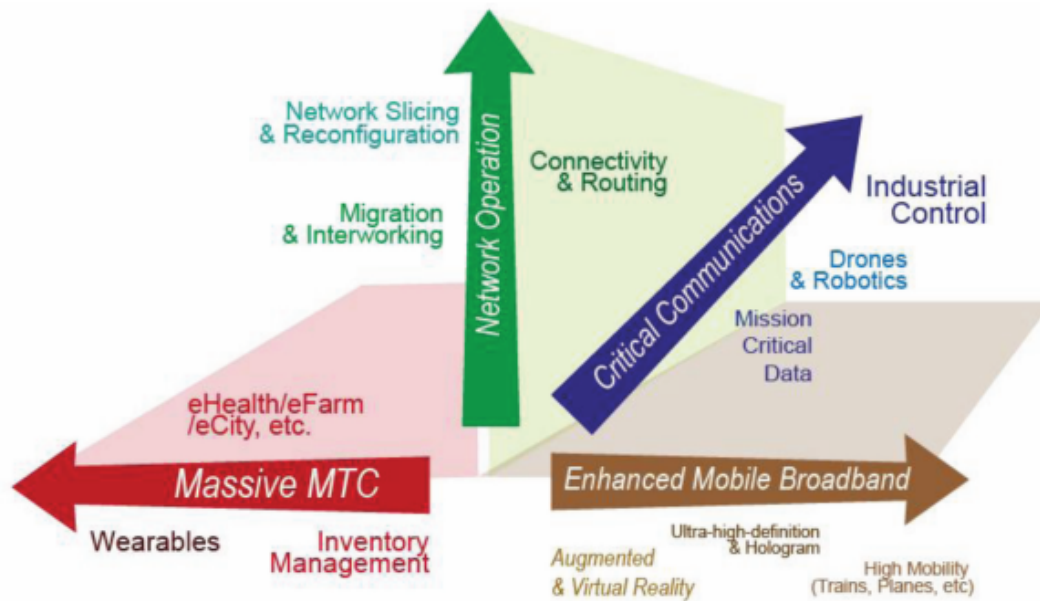 Network Slicing
& Reconfiguration
Migration
& Interworking
Network Operation
Connectivity
& Routing
Critical Communications
Industrial
Control
Drones
& Robotics
Mission
Critical
Data
eHealth/eFarm
/eCity, etc.
Massive MTC
Wearables
Inventory
Management
Enhanced Mobile Broadband
Ultra-high-definition
& Hologram
Augmented
& Virtual Reality
High Mobility
(Trains, Planes, etc)